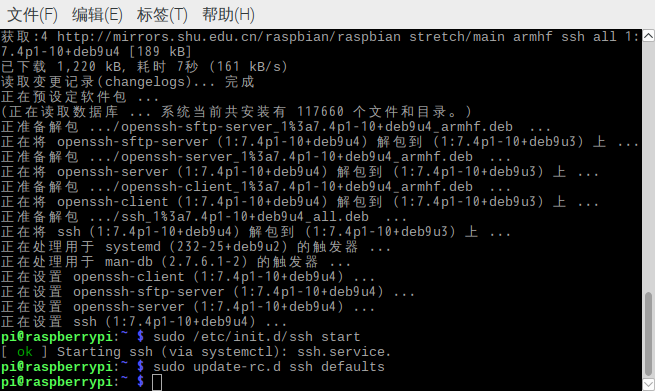 文件(F) 编辑(E) 标签(T) 帮助(H)
获取:4 http://mirrors.shu.edu.cn/raspbian/raspbian stretch/main armhf ssh all 1:
7.4p1-10+deb9u4 [189 kB]
已下载 1,220 kB, 耗时 7秒 (161 kB/s)
读取变更记录(changelogs)... 完成
正在预设定软件包 ...
(正在读取数据库 ... 系统当前共安装有 117660 个文件和目录。)
正准备解包 .../openssh-sftp-server_1%3a7.4p1-10+deb9u4_armhf.deb ...
正在将 openssh-sftp-server (1:7.4p1-10+deb9u4) 解包到 (1:7.4p1-10+deb9u3) 上 ...
正准备解包 .../openssh-server_1%3a7.4p1-10+deb9u4_armhf.deb ...
正在将 openssh-server (1:7.4p1-10+deb9u4) 解包到 (1:7.4p1-10+deb9u3) 上 ...
正准备解包 .../openssh-client_1%3a7.4p1-10+deb9u4_armhf.deb ...
正在将 openssh-client (1:7.4p1-10+deb9u4) 解包到 (1:7.4p1-10+deb9u3) 上 ...
正准备解包 .../ssh_1%3a7.4p1-10+deb9u4_all.deb ...
正在将 ssh (1:7.4p1-10+deb9u4) 解包到 (1:7.4p1-10+deb9u3) 上 ...
正在处理用于 systemd (232-25+deb9u2) 的触发器 ...
正在处理用于 man-db (2.7.6.1-2) 的触发器 ...
正在设置 openssh-client (1:7.4p1-10+deb9u4) ...
正在设置 openssh-sftp-server (1:7.4p1-10+deb9u4) ...
正在设置 openssh-server (1:7.4p1-10+deb9u4) ...
正在设置 ssh (1:7.4p1-10+deb9u4) ...
pi@raspberrypi:~ $ sudo /etc/init.d/ssh start
[ ok ] Starting ssh (via systemctl): ssh.service.
pi@raspberrypi:~ $ sudo update-rc.d ssh defaults
pi@raspberrypi:~ $